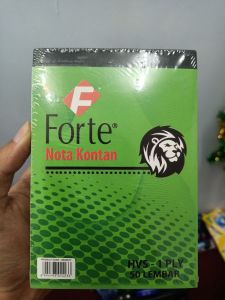 F
Forte®
Nota Kontan
HVS - 1 PLY
50 LEMBAR